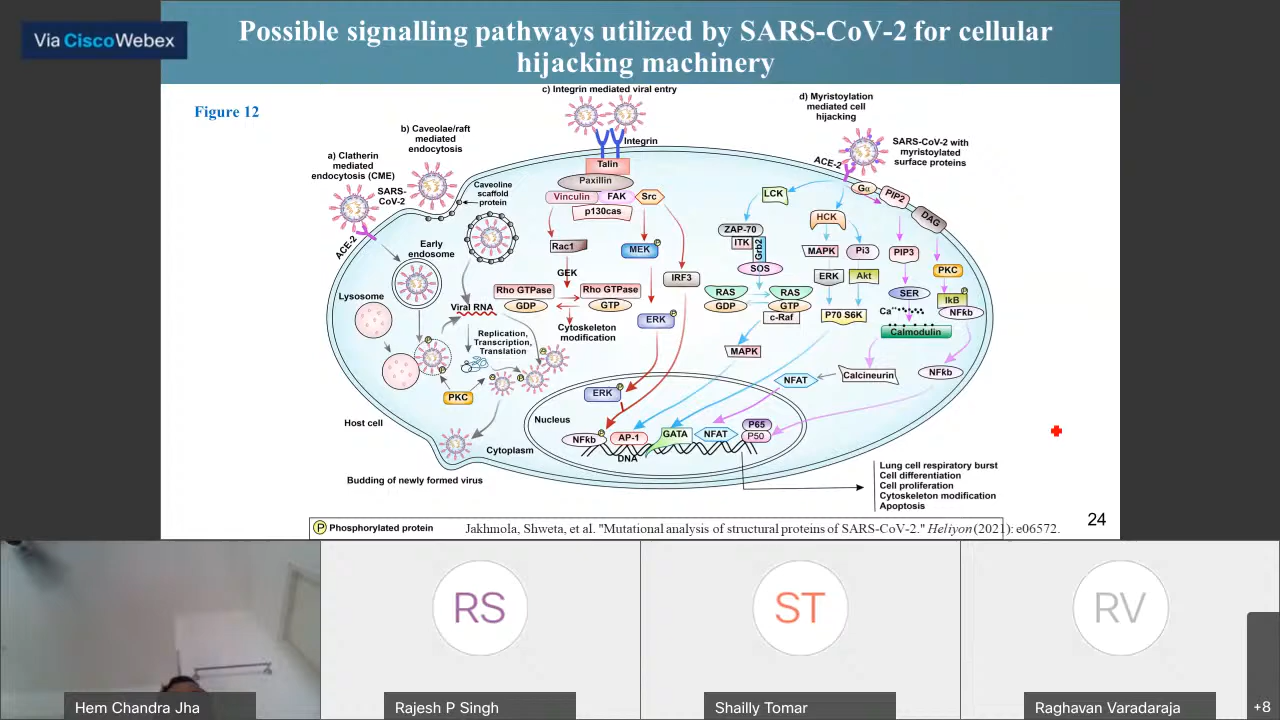 Via CiscoWebex
Possible signalling pathways utilized by SARS-CoV-2 for cellular
hijacking machinery
Figure 12
c) Integrin mediated viral entry
d) Myristoylation
mediated cell
hijacking
b) Caveolae/raft
mediated
endocytosis
a) Clatherin
mediated
endocytosis (CME)
SARS-
CoV-2
Integrin
ACE-2
SARS-CoV-2 with
myristoylated
surface proteins
Talin
Paxillin
Vinculin
FAK
Src
p130cas
Caveoline
scaffold
protein
ACE-2
LCK
Gα
PIP2
DAG
HCK
ZAP-70
ITK
Grb2
SOS
MAPK
Pi3
PIP3
PKC
Early
endosome
Rac1
MEK
P
IRF3
ERK
Akt
SER
IkB
P
NFkb
GEK
Rho GTPase
GDP
Rho GTPase
GTP
RAS
GDP
RAS
GTP
c-Raf
P70 S6K
Ca++
Calmodulin
Lysosome
Viral RNA
ERK
P
Cytoskeleton
modification
Replication,
Transcription,
Translation
MAPK
P
P
P
P
P
PKC
NFAT
Calcineurin
NFkb
ERK
P
Host cell
Nucleus
NFkb
P
AP-1
GATA
NFAT
P65
P50
DNA
Cytoplasm
Budding of newly formed virus
Lung cell respiratory burst
Cell differentiation
Cell proliferation
Cytoskeleton modification
Apoptosis
P Phosphorylated protein
Jakhmola, Shweta, et al. "Mutational analysis of structural proteins of SARS-CoV-2." Heliyon (2021): e06572.
24
RS
ST
RV
Hem Chandra Jha
Rajesh P Singh
Shailly Tomar
Raghavan Varadaraja
+8